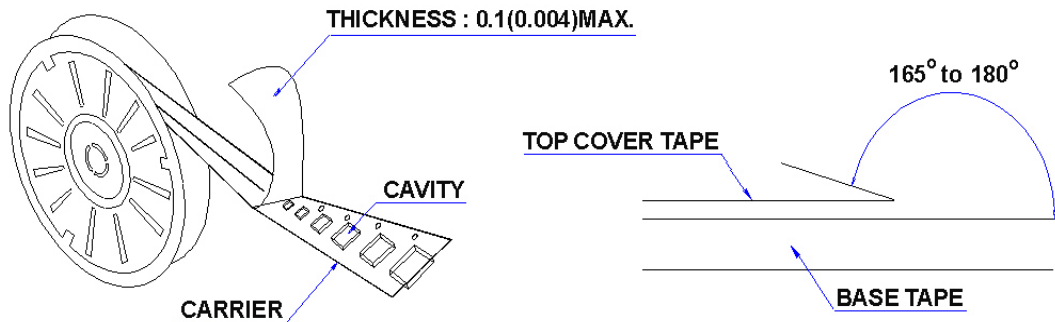 THICKNESS : 0.1(0.004)MAX.
CAVITY
CARRIER
165° to 180°
TOP COVER TAPE
BASE TAPE